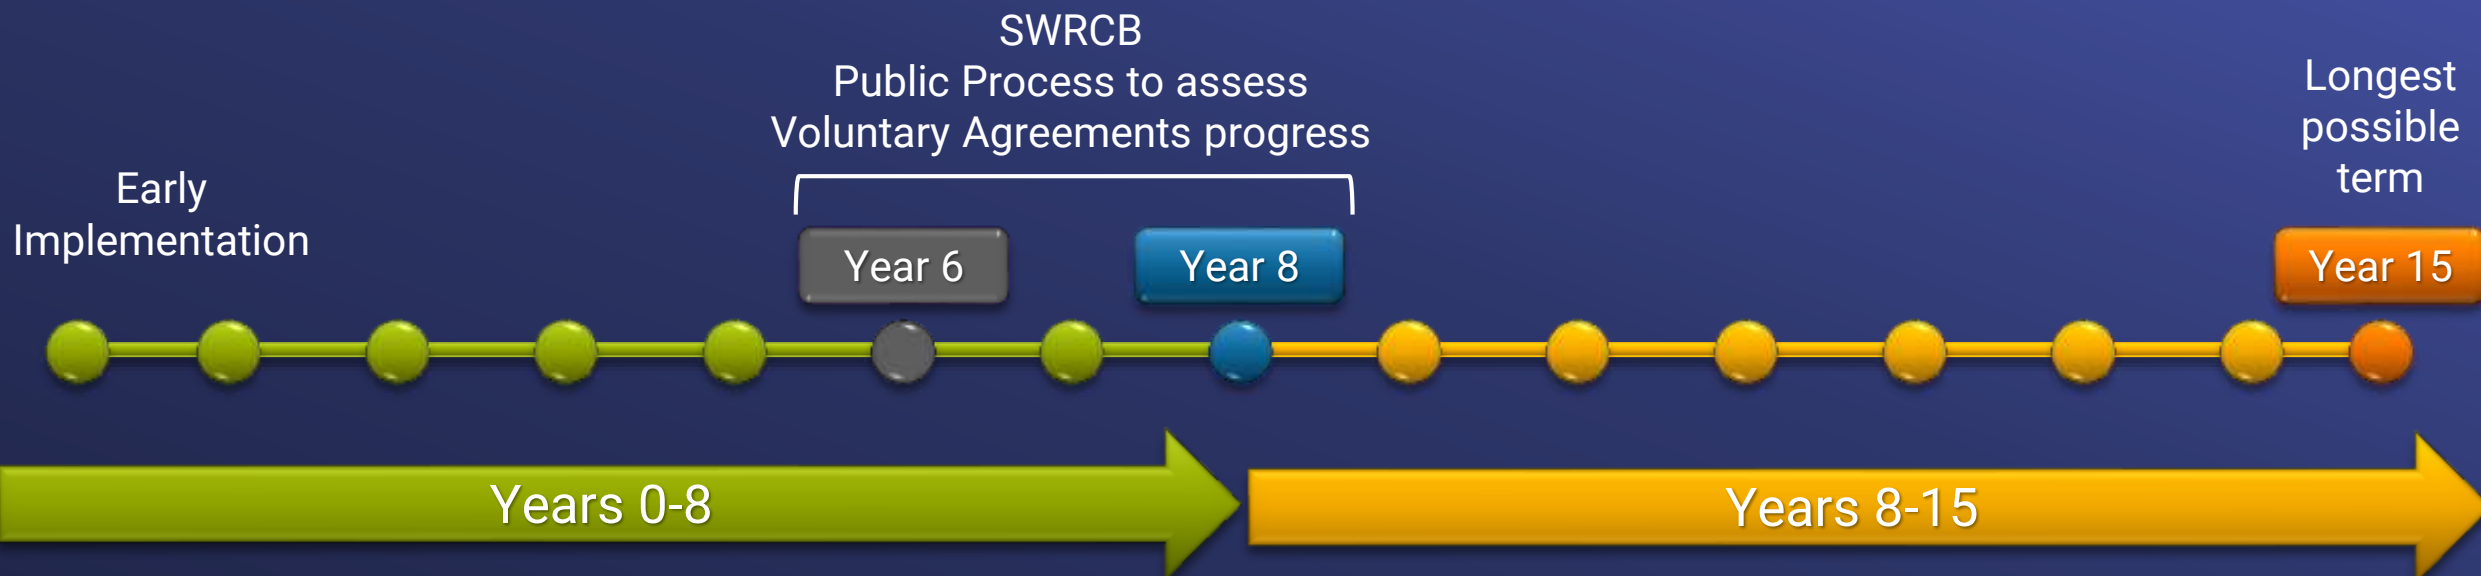 SWRCB
Public Process to assess
Voluntary Agreements progress
Longest
possible
term
Early
Implementation
Year 6
Year 8
Year 15
Years 0-8
Years 8-15